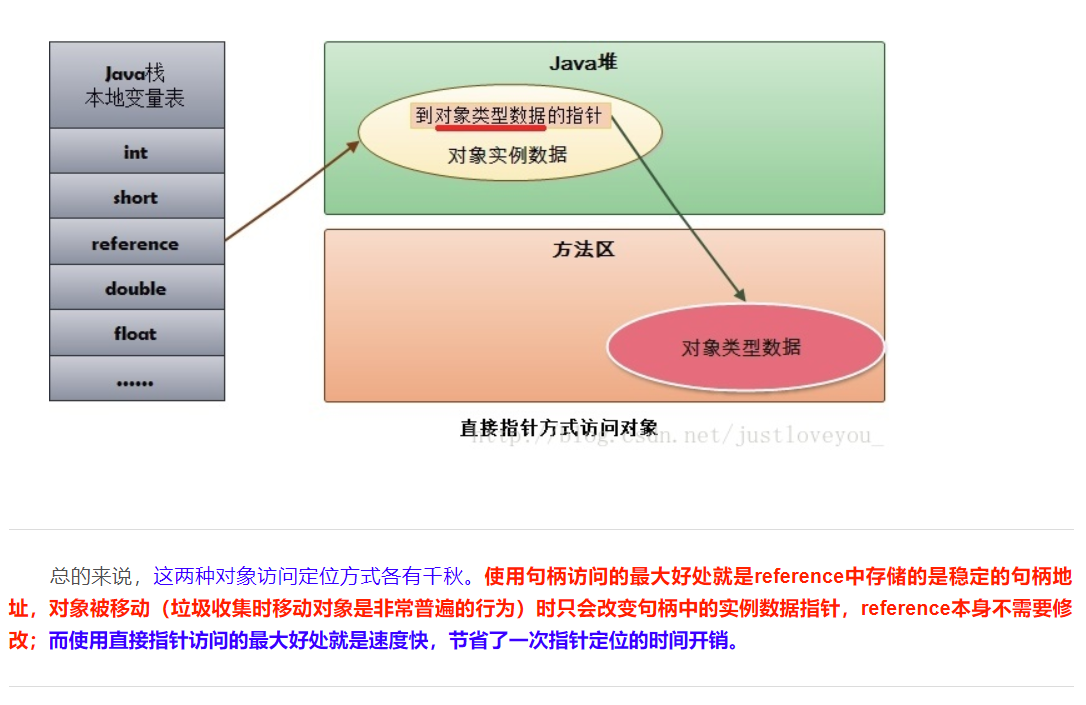 Java栈
本地变量表
int
short
reference
double
float
......
Java堆
到对象类型数据的指针
对象实例数据
方法区
对象类型数据
直接指针方式访问对象
http://blog.csdn.net/justloveyou_
总的来说，这两种对象访问定位方式各有千秋。使用句柄访问的最大好处就是reference中存储的是稳定的句柄地
址，对象被移动（垃圾收集时移动对象是非常普遍的行为）时只会改变句柄中的实例数据指针，reference本身不需要修
改；而使用直接指针访问的最大好处就是速度快，节省了一次指针定位的时间开销。